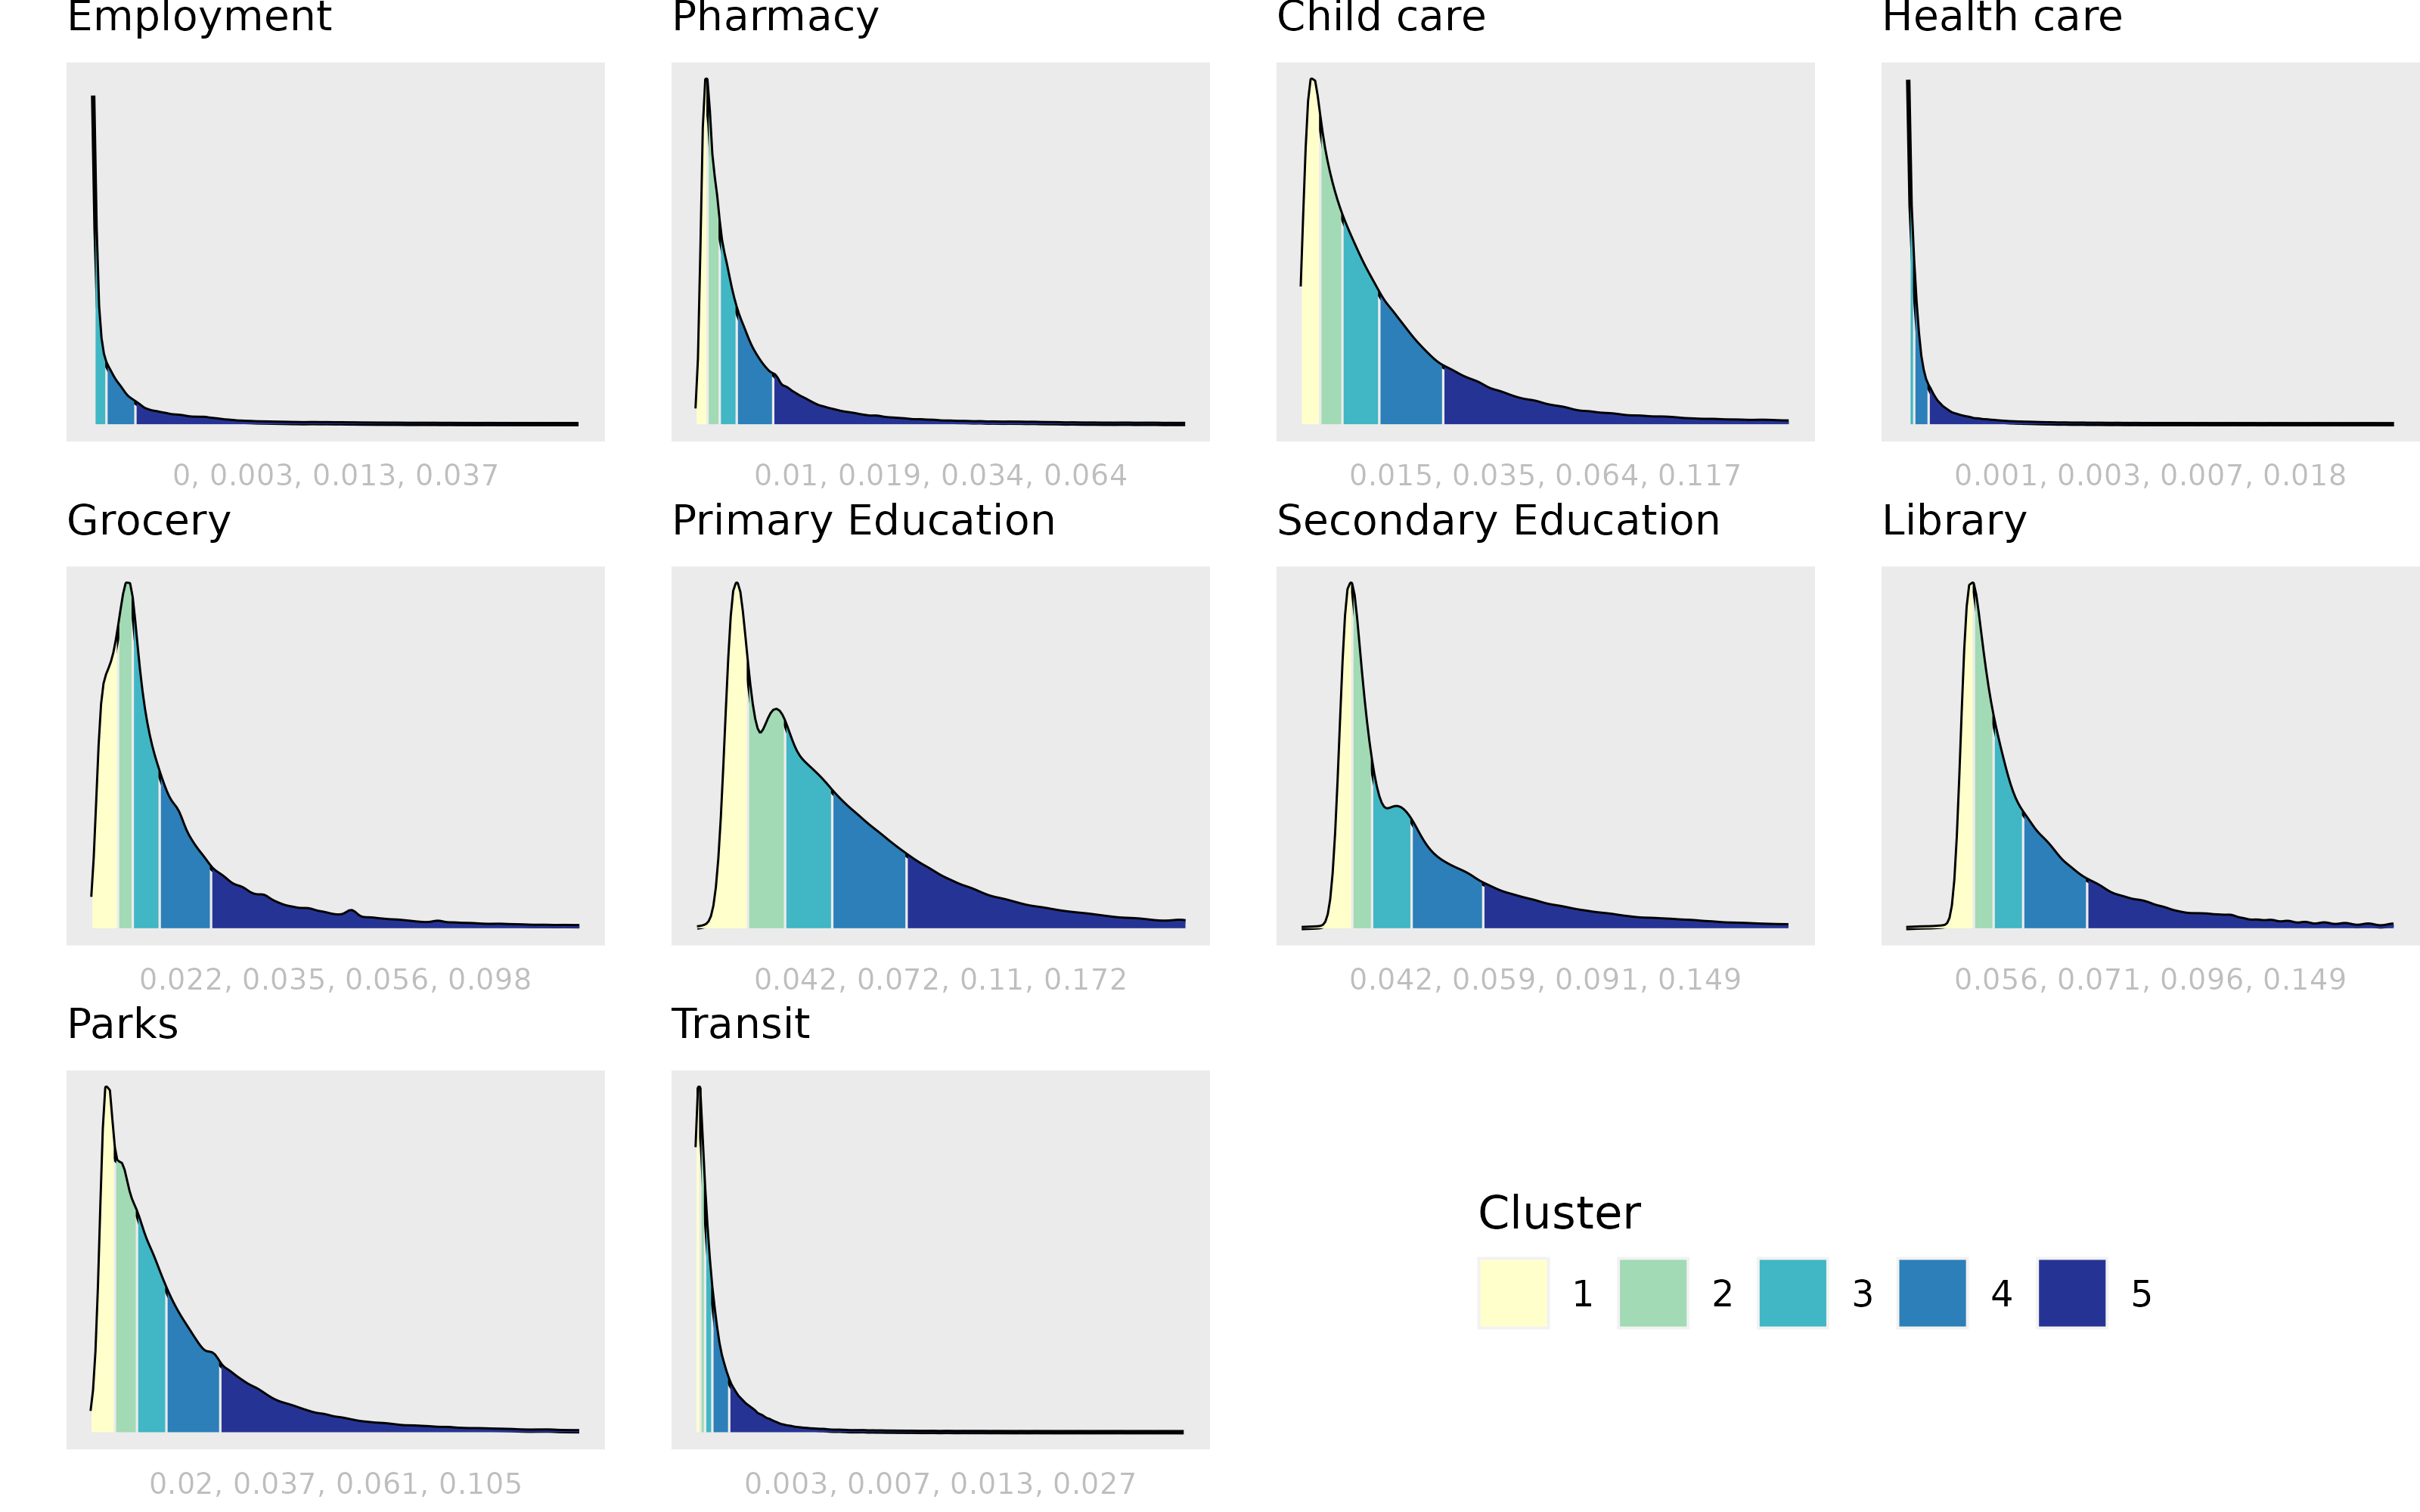 Employment
Pharmacy
Child care
Health care
0, 0.003, 0.013, 0.037
0.01, 0.019, 0.034, 0.064
0.015, 0.035, 0.064, 0.117
0.001, 0.003, 0.007, 0.018
Grocery
Primary Education
Secondary Education
Library
0.022, 0.035, 0.056, 0.098
0.042, 0.072, 0.11, 0.172
0.042, 0.059, 0.091, 0.149
0.056, 0.071, 0.096, 0.149
Parks
Transit
0.02, 0.037, 0.061, 0.105
0.003, 0.007, 0.013, 0.027
Cluster
1 2 3 4 5